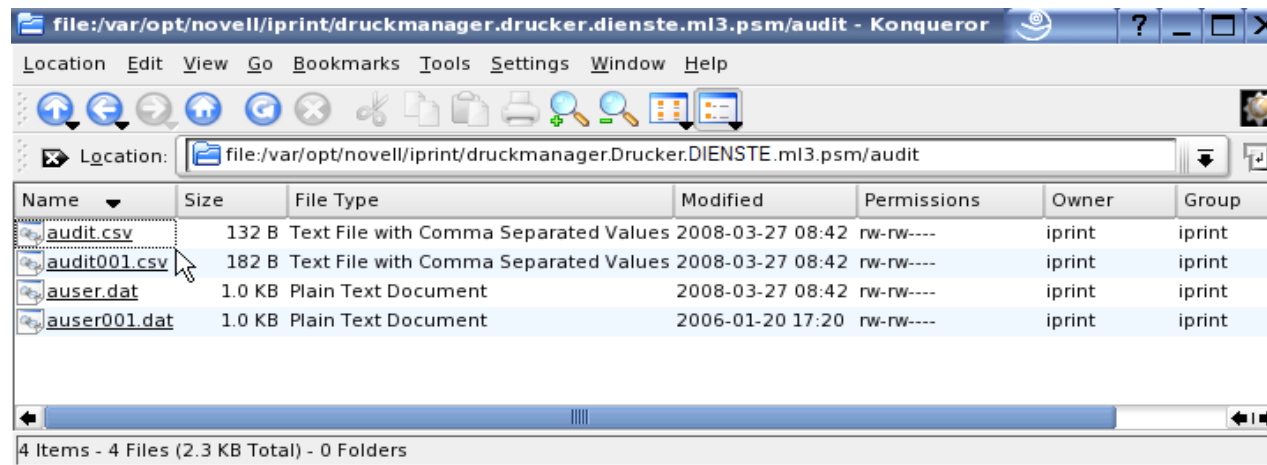 file:/var/opt/novell/iprint/druckmanager.drucker.dienste.ml3.psm/audit - Konqueror
Location Edit View Go Bookmarks Tools Settings Window Help
Location: file:/var/opt/novell/iprint/druckmanager.Drucker.DIENSTE.ml3.psm/audit
Name Size File Type Modified Permissions Owner Group
audit.csv 132 B Text File with Comma Separated Values 2008-03-27 08:42 rw-rw---- iprint iprint
audit001.csv 182 B Text File with Comma Separated Values 2008-03-27 08:42 rw-rw---- iprint iprint
auser.dat 1.0 KB Plain Text Document 2008-03-27 08:42 rw-rw---- iprint iprint
auser001.dat 1.0 KB Plain Text Document 2006-01-20 17:20 rw-rw---- iprint iprint
4 Items - 4 Files (2.3 KB Total) - 0 Folders